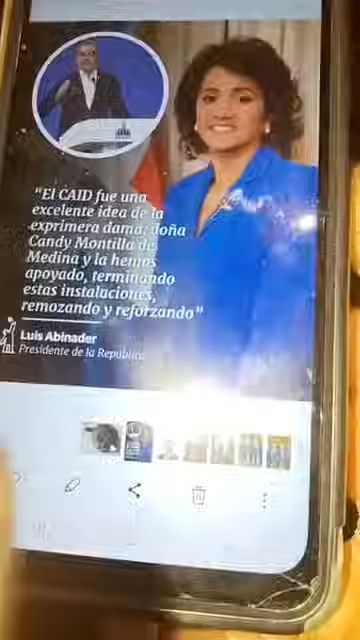 “El CAID fue una
excelente idea de la
exprimera dama, doña
Candy Montilla de
Medina y la hemos
apoyado, terminando
estas instalaciones,
remozando y reforzando”
Luis Abinader
Presidente de la República